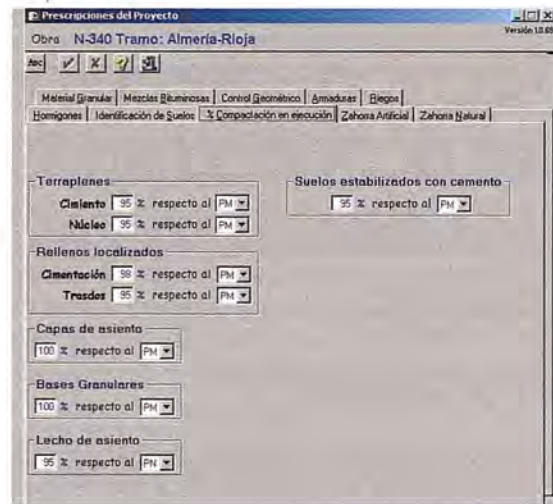 Prescripciones del Proyecto
Obra N-340 Tramo: Almería-Rioja
Versión 1.0.69
Abc
Material Granular Mezclas Bituminosas Control Geométrico Armaduras Riegos
Hormigones Identificación de Suelos % Compactación en ejecución Zahorra Artificial Zahorra Natural
Terraplenes
Cimiento 95 % respecto al PM
Núcleo 95 % respecto al PM
Suelos estabilizados con cemento
95 % respecto al PM
Rellenos localizados
Cimentación 98 % respecto al PM
Trasdos 95 % respecto al PM
Capas de asiento
100 % respecto al PM
Bases Granulares
100 % respecto al PM
Lecho de asiento
95 % respecto al PN